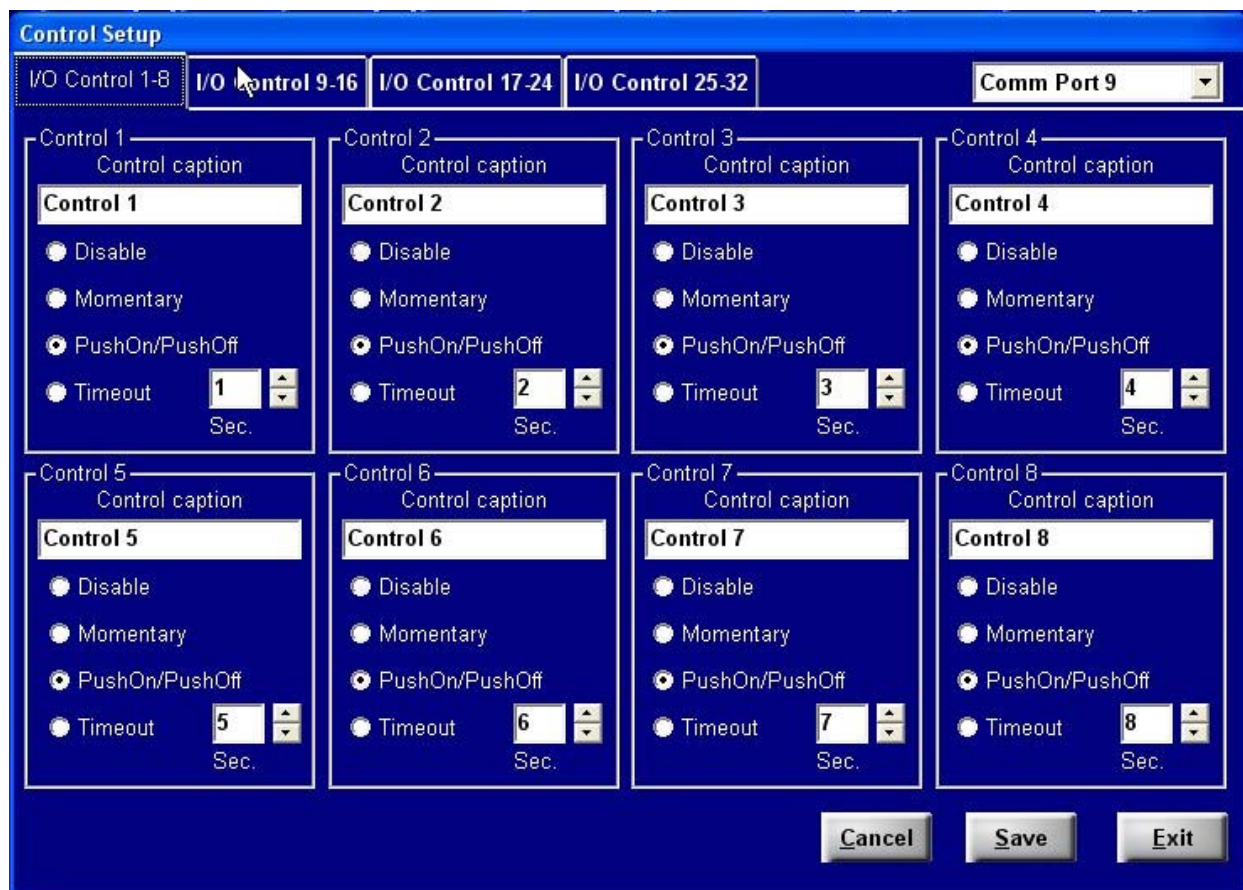 Control Setup
I/O Control 1-8 I/O Control 9-16 I/O Control 17-24 I/O Control 25-32 Comm Port 9
Control 1 Control 2 Control 3 Control 4
Control caption Control caption Control caption Control caption
Control 1 Control 2 Control 3 Control 4
Disable Disable Disable Disable
Momentary Momentary Momentary Momentary
PushOn/PushOff PushOn/PushOff PushOn/PushOff PushOn/PushOff
Timeout 1 Timeout 2 Timeout 3 Timeout 4
Sec. Sec. Sec. Sec.
Control 5 Control 6 Control 7 Control 8
Control caption Control caption Control caption Control caption
Control 5 Control 6 Control 7 Control 8
Disable Disable Disable Disable
Momentary Momentary Momentary Momentary
PushOn/PushOff PushOn/PushOff PushOn/PushOff PushOn/PushOff
Timeout 5 Timeout 6 Timeout 7 Timeout 8
Sec. Sec. Sec. Sec.
Cancel Save Exit